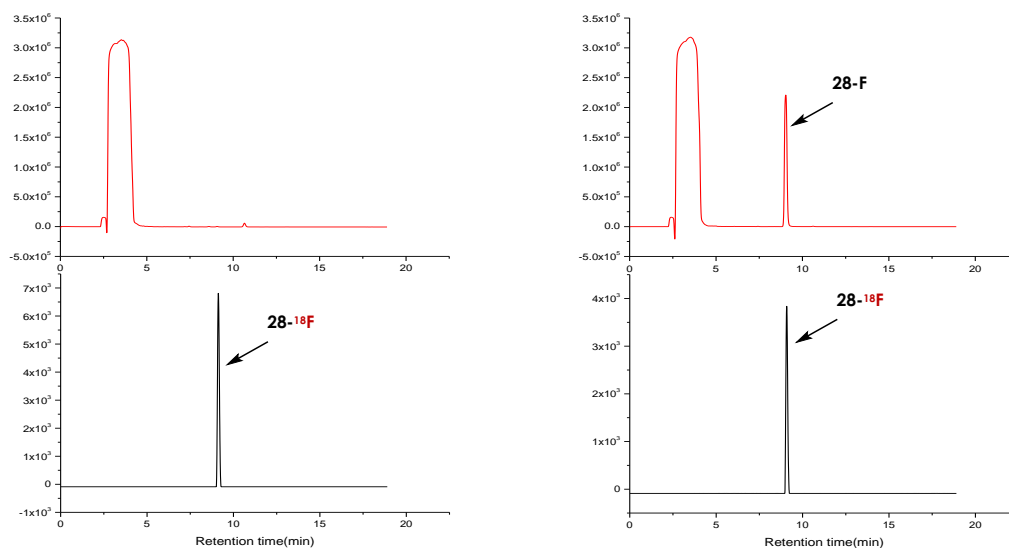 3.5x10⁶
3.0x10⁶
2.5x10⁶
2.0x10⁶
1.5x10⁶
1.0x10⁶
5.0x10⁵
0.0
-5.0x10⁵
0 5 10 15 20
7x10³
6x10³
5x10³
4x10³
3x10³
2x10³
1x10³
0
-1x10³
28-¹⁸F
0 5 10 15 20
Retention time(min)
3.5x10⁶
3.0x10⁶
2.5x10⁶
2.0x10⁶
1.5x10⁶
1.0x10⁶
5.0x10⁵
0.0
-5.0x10⁵
28-F
0 5 10 15 20
4x10³
3x10³
2x10³
1x10³
0
28-¹⁸F
0 5 10 15 20
Retention time(min)